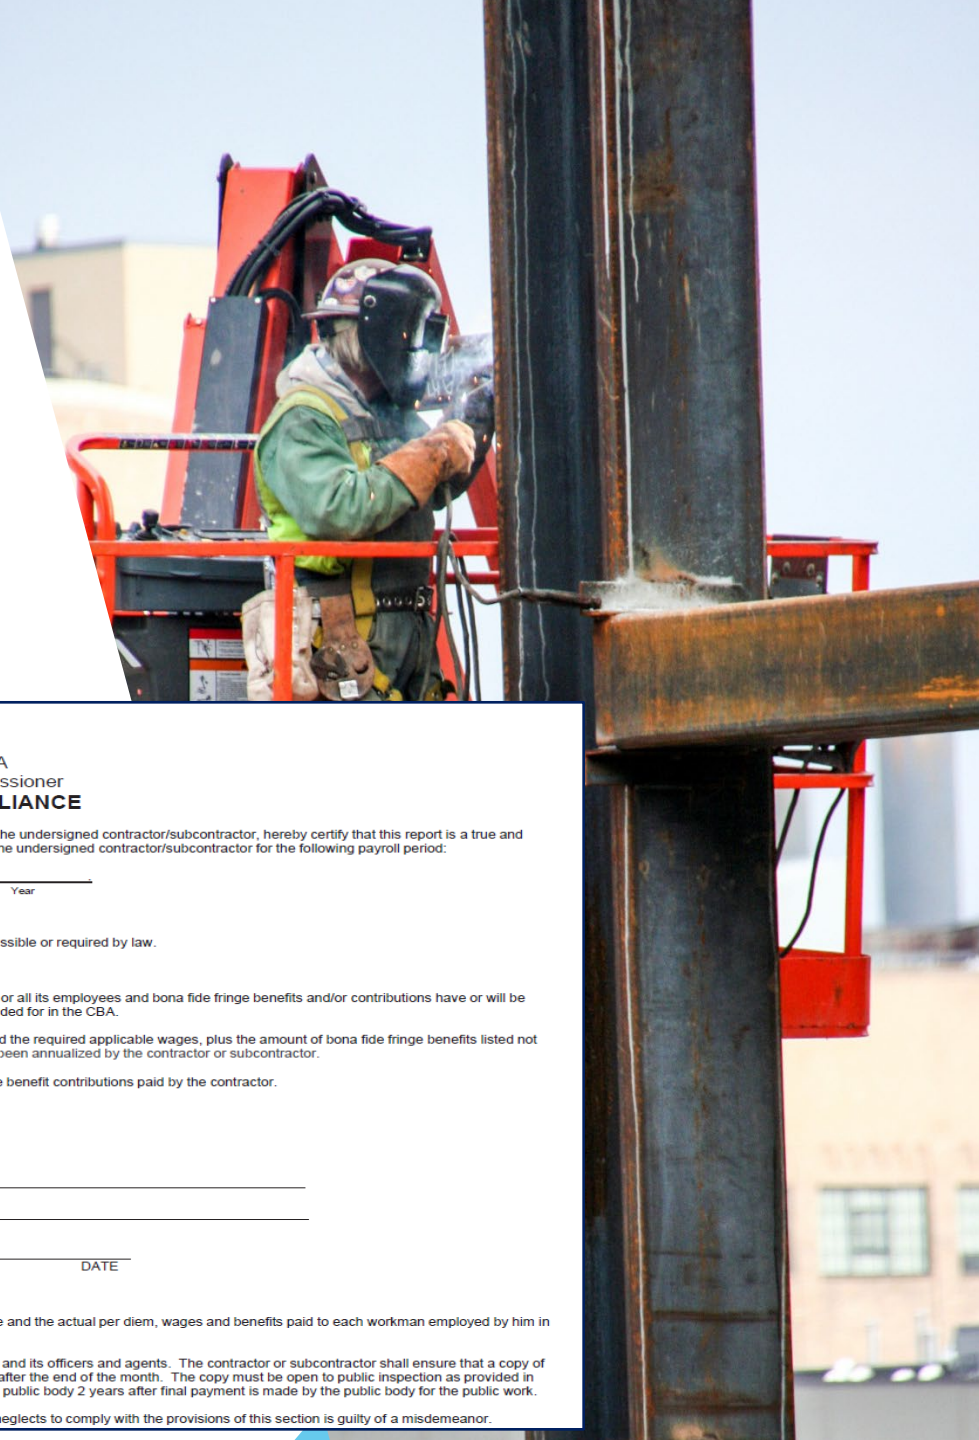 A
ssioner
LIANCE
he undersigned contractor/subcontractor, hereby certify that this report is a true and
ne undersigned contractor/subcontractor for the following payroll period:
Year
ssible or required by law.
or all its employees and bona fide fringe benefits and/or contributions have or will be
ded for in the CBA.
d the required applicable wages, plus the amount of bona fide fringe benefits listed not
been annualized by the contractor or subcontractor.
e benefit contributions paid by the contractor.
DATE
e and the actual per diem, wages and benefits paid to each workman employed by him in
and its officers and agents. The contractor or subcontractor shall ensure that a copy of
after the end of the month. The copy must be open to public inspection as provided in
public body 2 years after final payment is made by the public body for the public work.
neglects to comply with the provisions of this section is guilty of a misdemeanor.